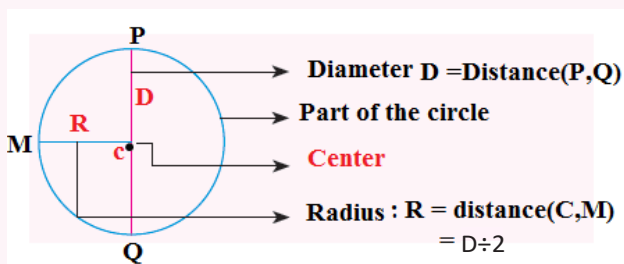 P
Diameter D =Distance(P,Q)
D
Part of the circle
R
M
c
Center
Radius : R = distance(C,M)
= D÷2
Q